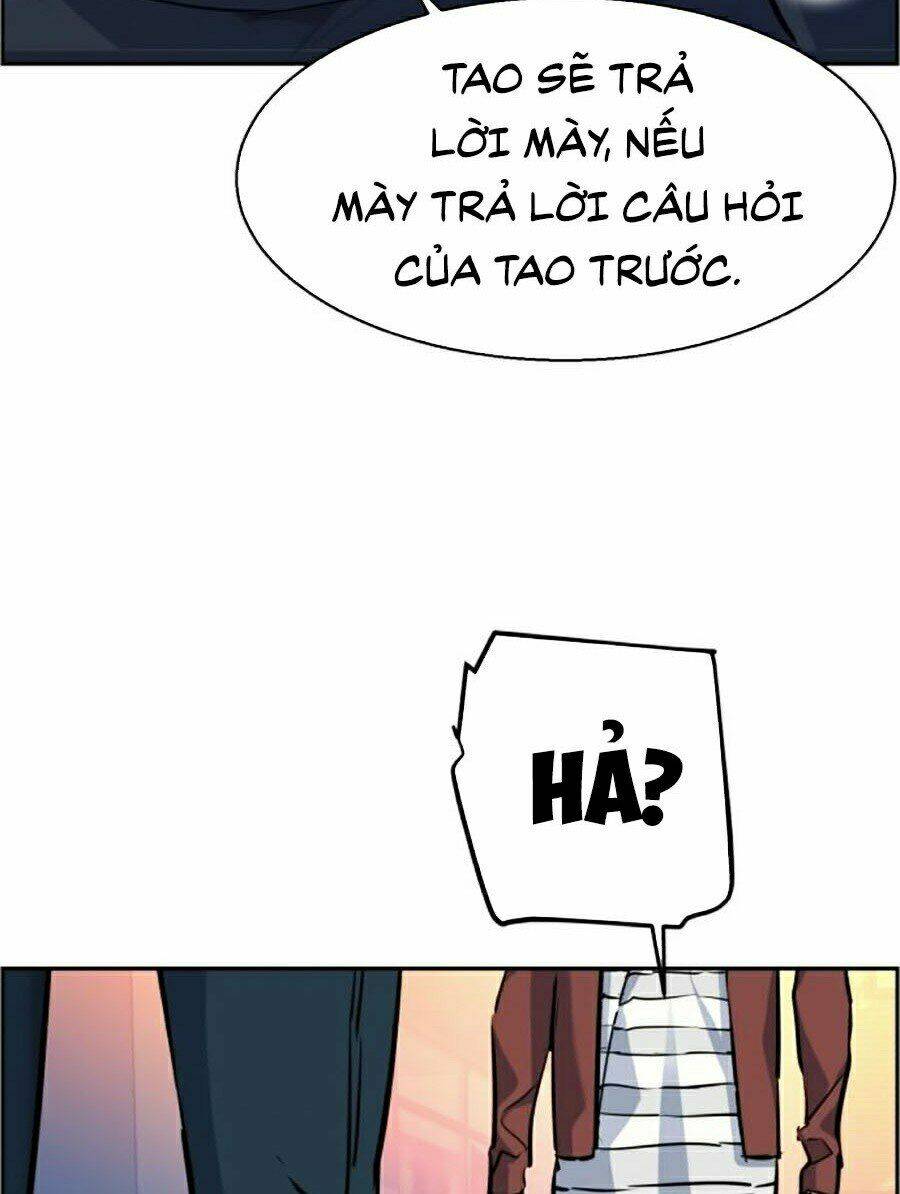 TAO SẼ TRẢ
LỜI MÀY, NẾU
MÀY TRẢ LỜI CÂU HỎI
CỦA TAO TRƯỚC.
HẢ?